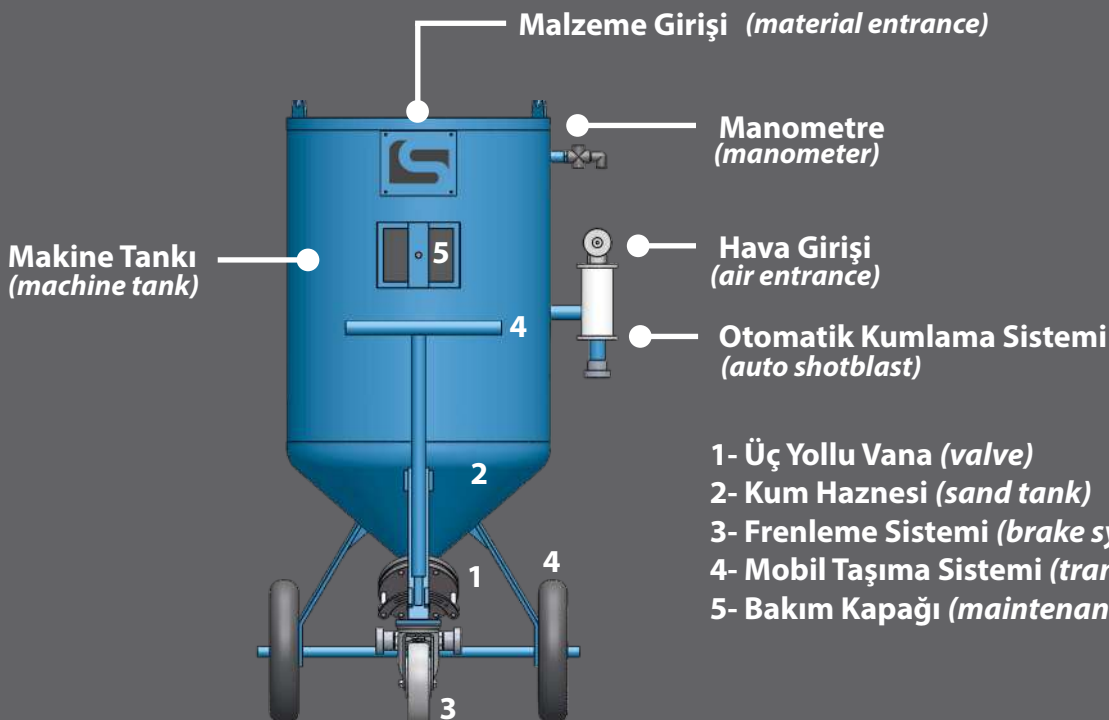 Malzeme Girişi (material entrance)
Manometre
(manometer)
5
Makine Tankı
(machine tank)
Hava Girişi
(air entrance)
4
Otomatik Kumlama Sistemi
(auto shotblast)
1- Üç Yollu Vana (valve)
2
2- Kum Haznesi (sand tank)
3- Frenleme Sistemi (brake
4- Mobil Taşıma Sistemi
5- Bakım Kapağı
1
4
3